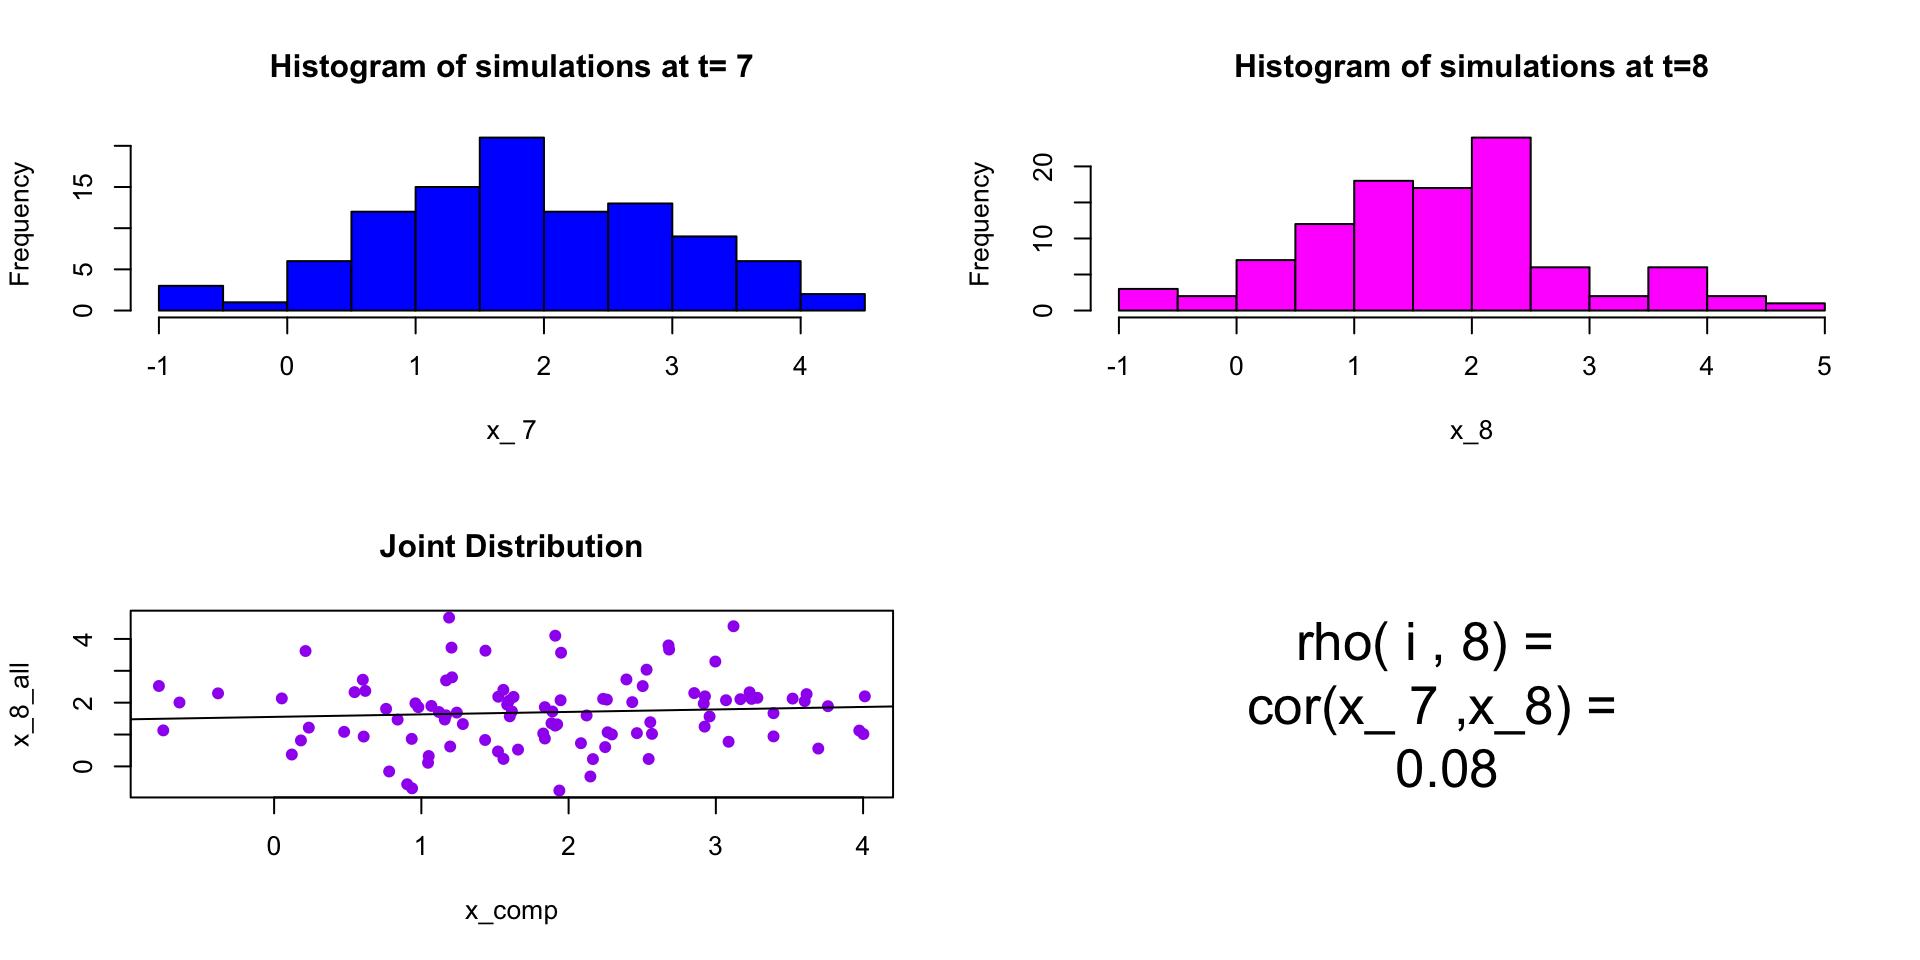 Histogram of simulations at t= 7
Frequency
0 5 15
-1 0 1 2 3 4
x_ 7
Histogram of simulations at t=8
Frequency
0 10 20
-1 0 1 2 3 4 5
x_8
Joint Distribution
x_8_all
0 2 4
0 1 2 3 4
x_comp
rho( i , 8) =
cor(x_ 7 ,x_8) =
0.08